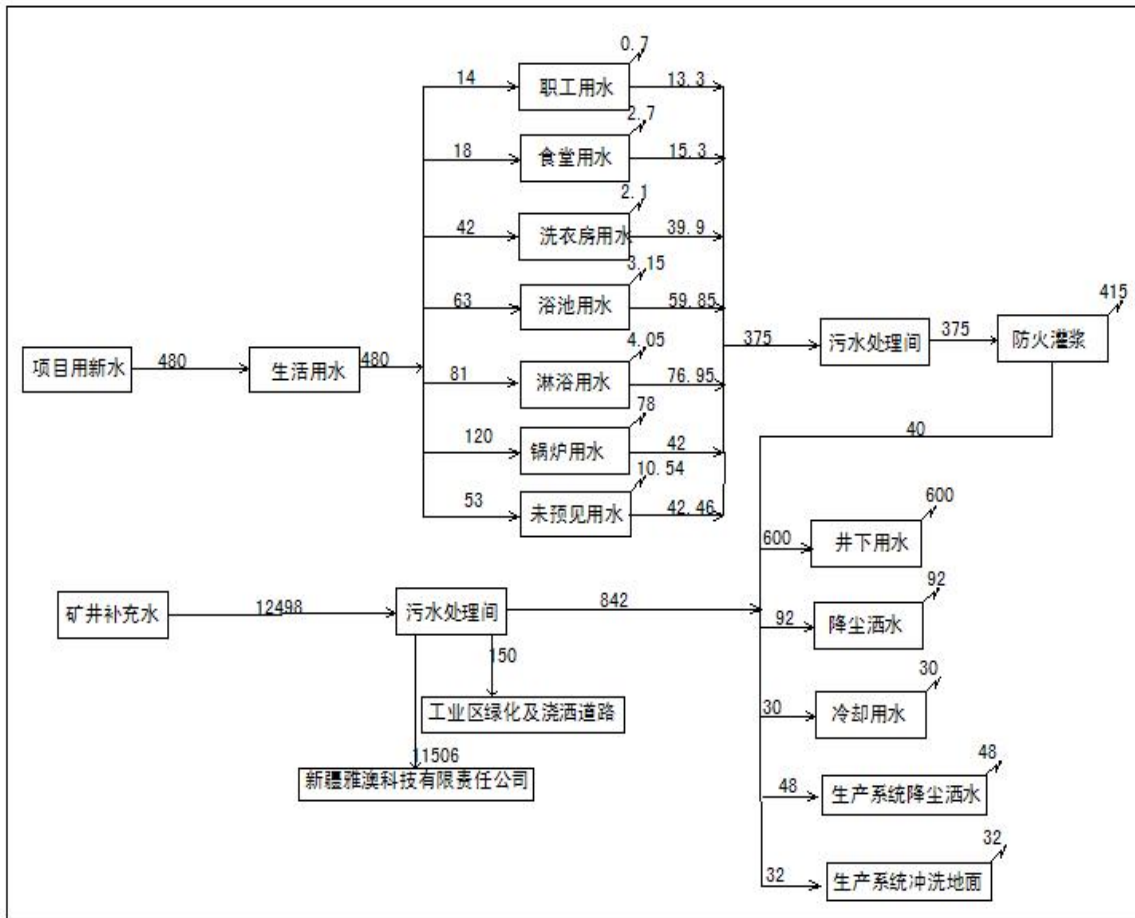 0.7
14
职工用水
13.3
2.7
18
食堂用水
15.3
2.1
42
洗衣房用水
39.9
3.15
63
浴池用水
59.85
项目用新水
480
生活用水
480
4.05
81
淋浴用水
76.95
375
污水处理间
375
防火灌浆
415
78
120
锅炉用水
42
40
10.54
53
未预见用水
42.46
600
600
井下用水
矿井补充水
12498
污水处理间
842
92
92
降尘洒水
150
工业区绿化及浇洒道路
30
30
冷却用水
11506
新疆雅澳科技有限责任公司
48
48
生产系统降尘洒水
32
32
生产系统冲洗地面